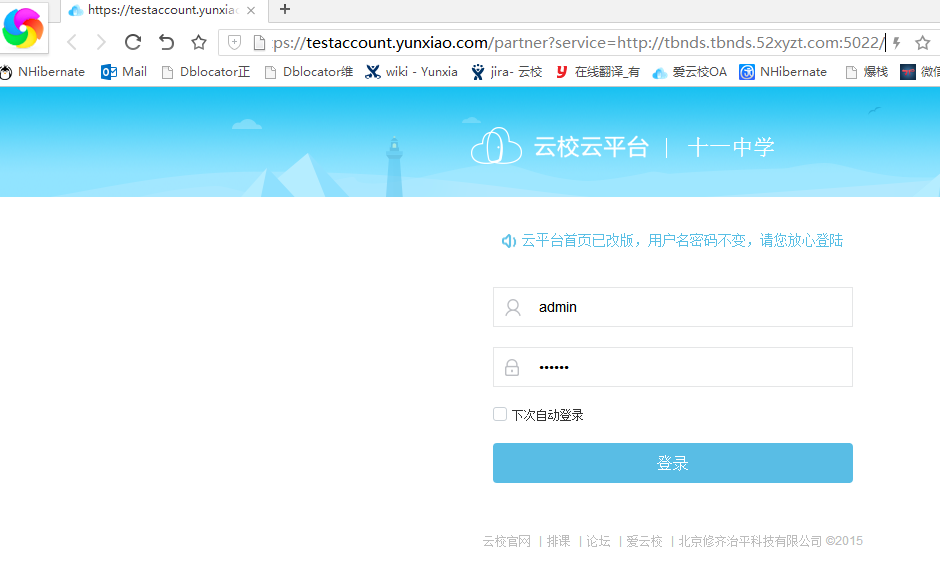 https://testaccount.yunxiao
ps://testaccount.yunxiao.com/partner?service=http://tbnds.tbnds.52xyzt.com:5022/
NHibernate Mail Dblocator正 Dblocator维 wiki - Yunxia jira- 云校 在线翻译_有 爱云校OA NHibernate 爆栈 微信
云校云平台 | 十一中学
云平台首页已改版，用户名密码不变，请您放心登陆
admin
••••••
下次自动登录
登录
云校官网 | 排课 | 论坛 | 爱云校 | 北京修齐治平科技有限公司 ©2015